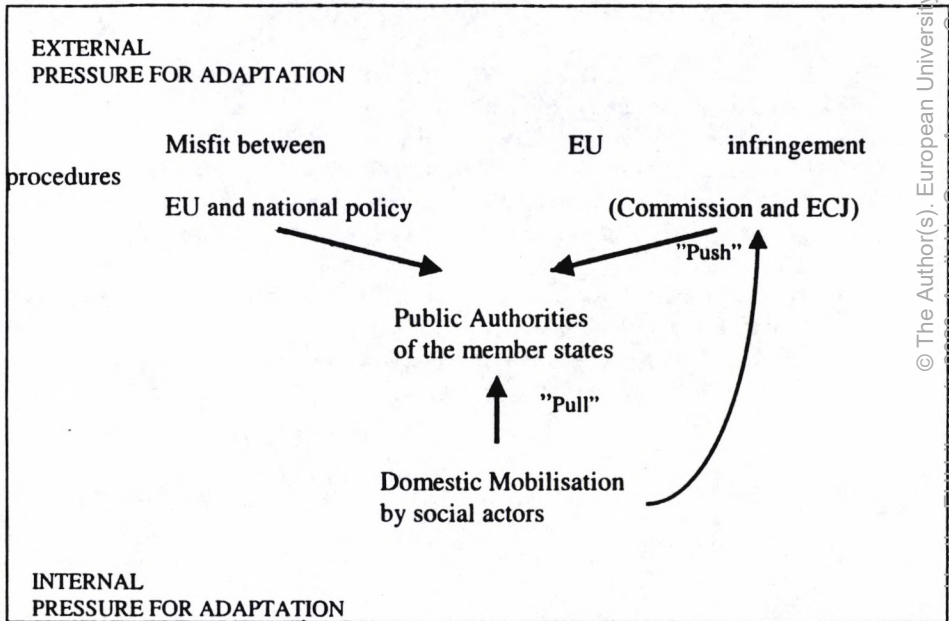 EXTERNAL
PRESSURE FOR ADAPTATION
Misfit between EU infringement
procedures
EU and national policy (Commission and ECJ)
"Push"
Public Authorities
of the member states
"Pull"
Domestic Mobilisation
by social actors
INTERNAL
PRESSURE FOR ADAPTATION
© The Author(s). European University